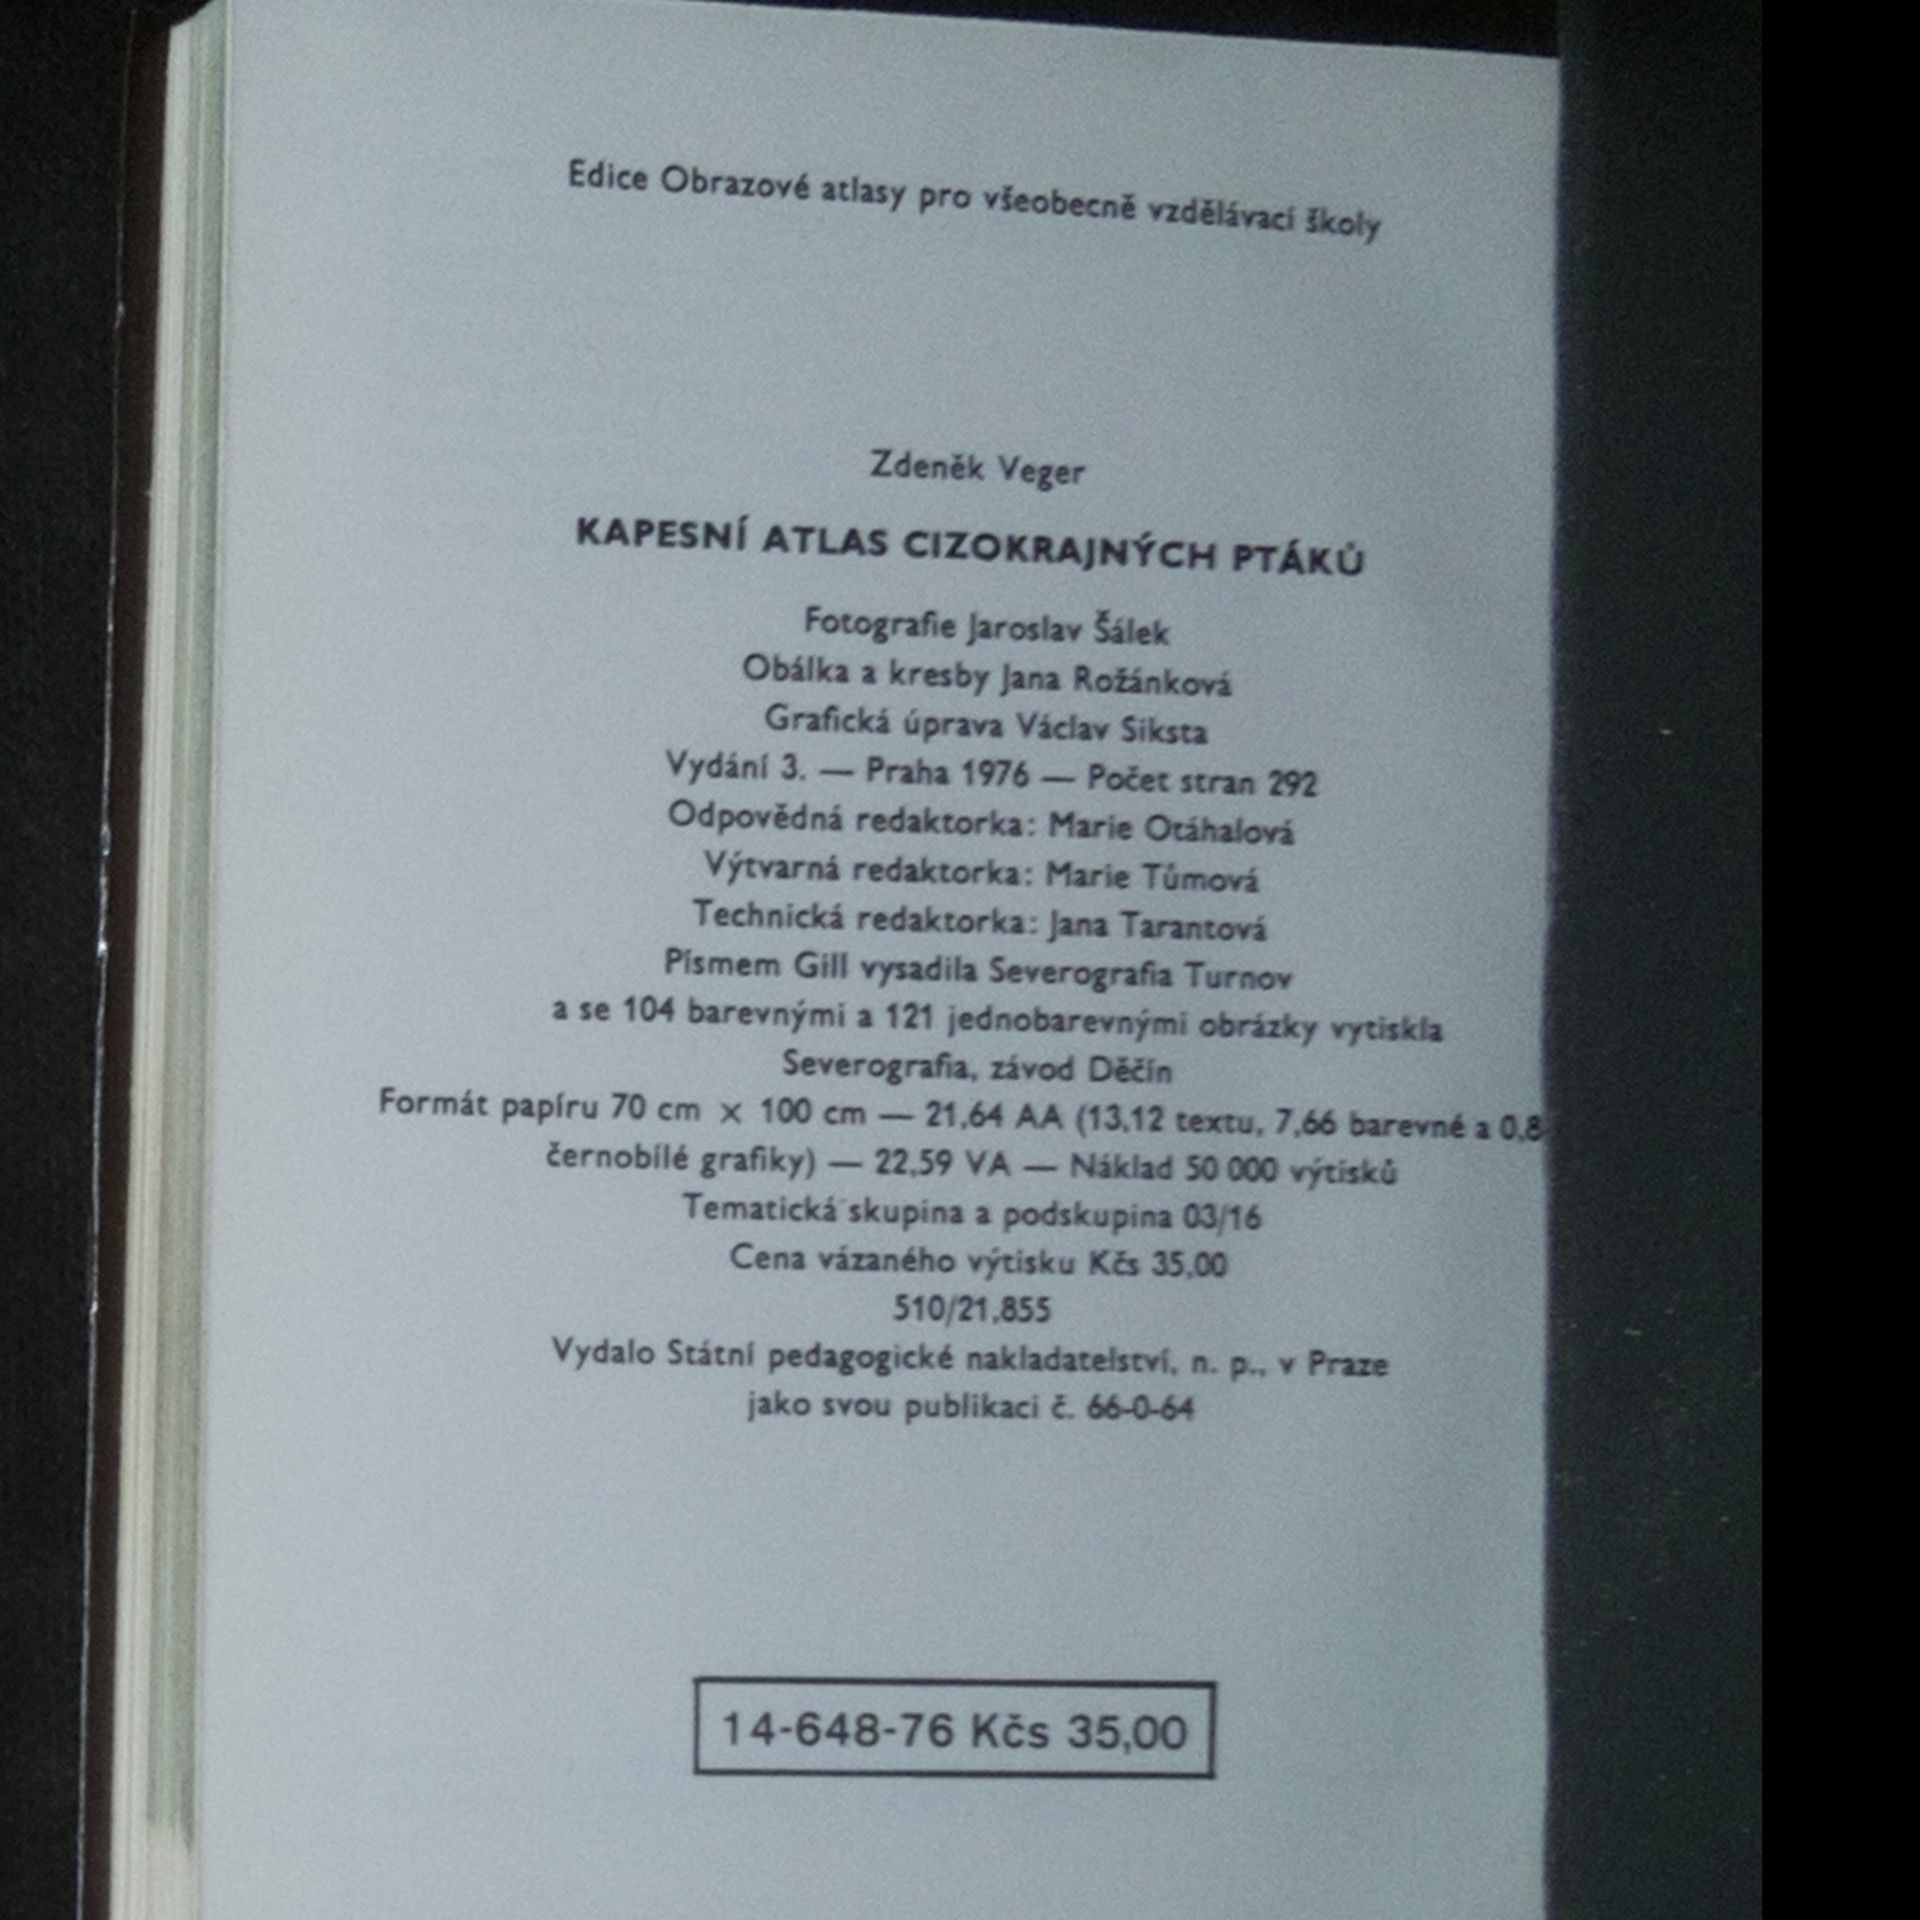 Edice Obrazové atlasy pro všeobecně vzdělávací školy
Zdeněk Veger
KAPESNÍ ATLAS CIZOKRAJNÝCH PTÁKŮ
Fotografie Jaroslav Šálek
Obálka a kresby Jana Rožánková
Grafická úprava Václav Siksta
Vydání 3. — Praha 1976 — Počet stran 292
Odpovědná redaktorka: Marie Otáhalová
Výtvarná redaktorka: Marie Tůmová
Technická redaktorka: Jana Tarantová
Písmem Gill vysadila Severografia Turnov
a se 104 barevnými a 121 jednobarevnými obrázky vytiskla
Severografia, závod Děčín
Formát papíru 70 cm × 100 cm — 21,64 AA (13,12 textu, 7,66 barevné a
černobílé grafiky) — 22,59 VA — Náklad 50 000 výtisků
Tematická skupina a podskupina 03/16
Cena vázaného výtisku Kčs 35,00
510/21,855
Vydalo Státní pedagogické nakladatelství, n. p., v Praze
jako svou publikaci č. 66-0-64
14-648-76 Kčs 35,00